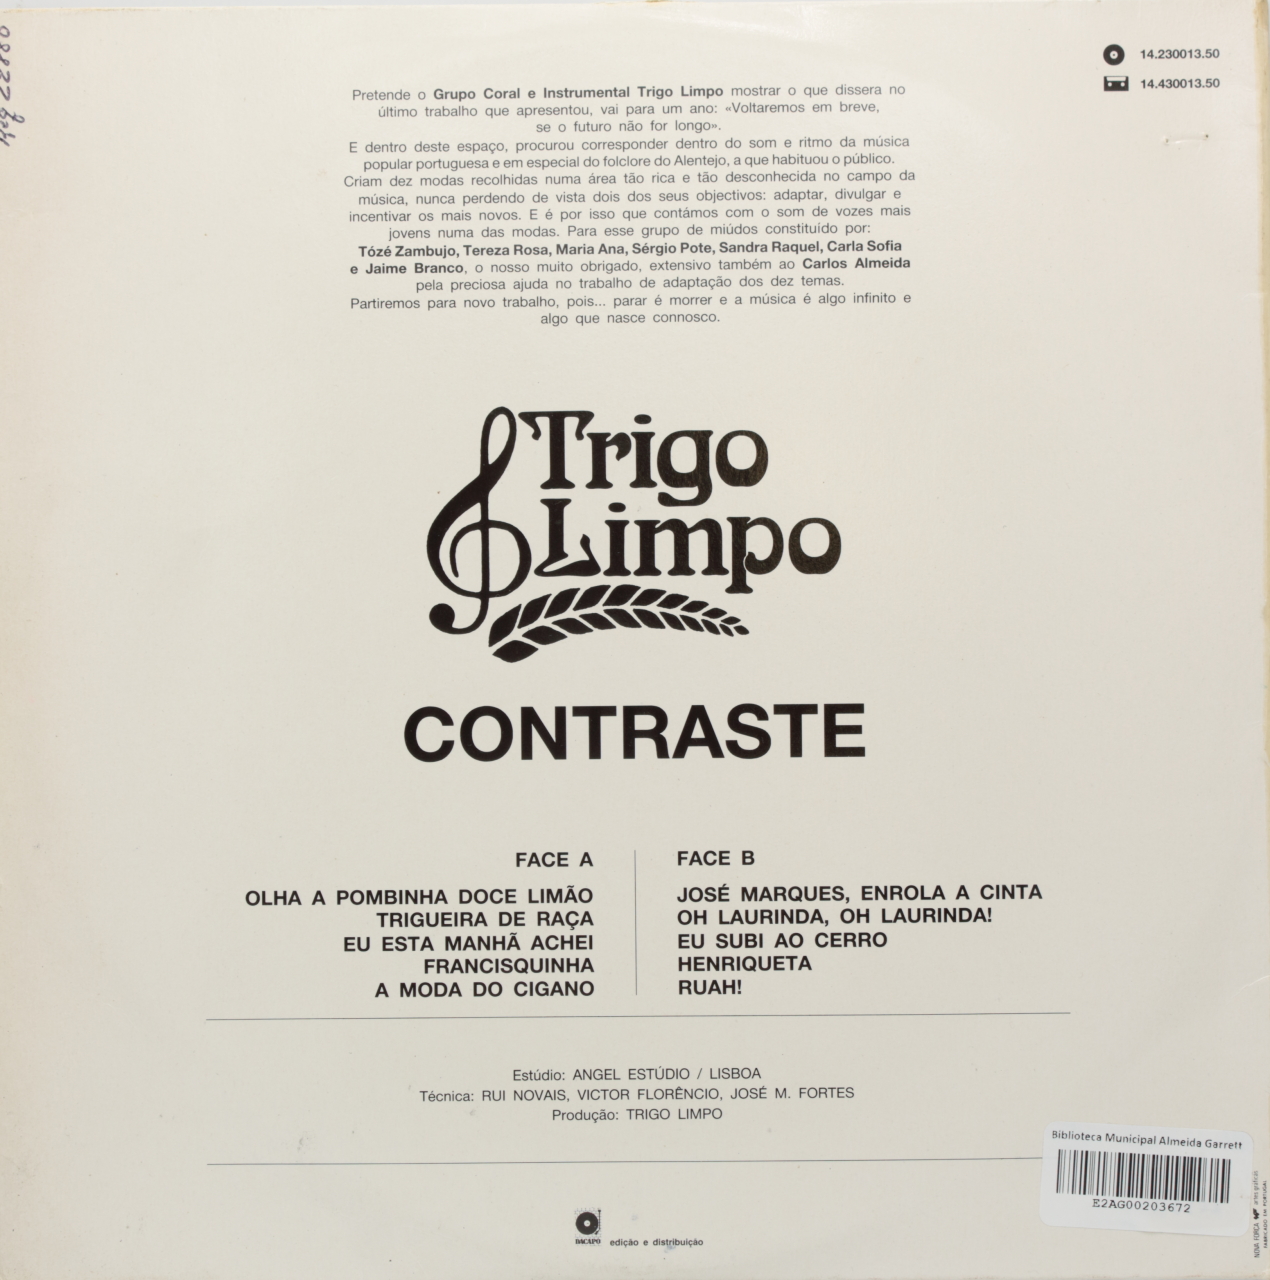 Reg 22880
14.230013.50
14.430013.50
Pretende o Grupo Coral e Instrumental Trigo Limpo mostrar o que dissera no
último trabalho que apresentou, vai para um ano: «Voltaremos em breve,
se o futuro não for longo».
E dentro deste espaço, procurou corresponder dentro do som e ritmo da música
popular portuguesa e em especial do folclore do Alentejo, a que habituou o público.
Criam dez modas recolhidas numa área tão rica e tão desconhecida no campo da
música, nunca perdendo de vista dois dos seus objectivos: adaptar, divulgar e
incentivar os mais novos. E é por isso que contámos com o som de vozes mais
jovens numa das modas. Para esse grupo de miúdos constituído por:
Tózé Zambujo, Tereza Rosa, Maria Ana, Sérgio Pote, Sandra Raquel, Carla Sofia
e Jaime Branco, o nosso muito obrigado, extensivo também ao Carlos Almeida
pela preciosa ajuda no trabalho de adaptação dos dez temas.
Partiremos para novo trabalho, pois... parar é morrer e a música é algo infinito e
algo que nasce connosco.
Trigo
Limpo
CONTRASTE
FACE A
OLHA A POMBINHA DOCE LIMÃO
TRIGUEIRA DE RAÇA
EU ESTA MANHÃ ACHEI
FRANCISQUINHA
A MODA DO CIGANO
FACE B
JOSÉ MARQUES, ENROLA A CINTA
OH LAURINDA, OH LAURINDA!
EU SUBI AO CERRO
HENRIQUETA
RUAH!
Estúdio: ANGEL ESTÚDIO / LISBOA
Técnica: RUI NOVAIS, VICTOR FLORÊNCIO, JOSÉ M. FORTES
Produção: TRIGO LIMPO
Biblioteca Municipal Almeida Garrett
E2AG00203672
DACAPO edição e distribuição
NOVA FORÇA artes gráficas
FABRICADO EM PORTUGAL